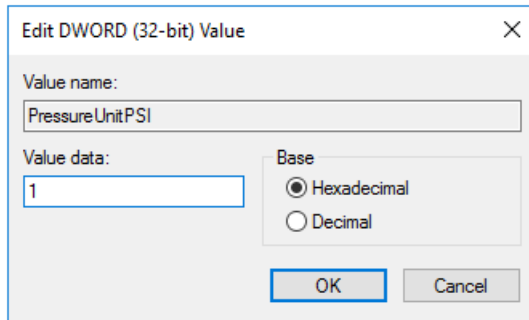 Edit DWORD (32-bit) Value
Value name:
PressureUnitPSI
Value data:
1
Base
Hexadecimal
Decimal
OK
Cancel